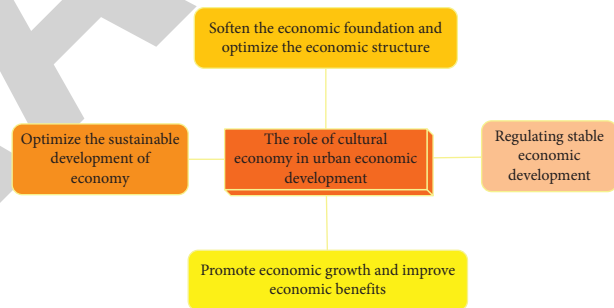 Soften the economic foundation and
optimize the economic structure
Optimize the sustainable
development of
economy
The role of cultural
economy in urban economic
development
Regulating stable
economic
development
Promote economic growth and improve
economic benefits